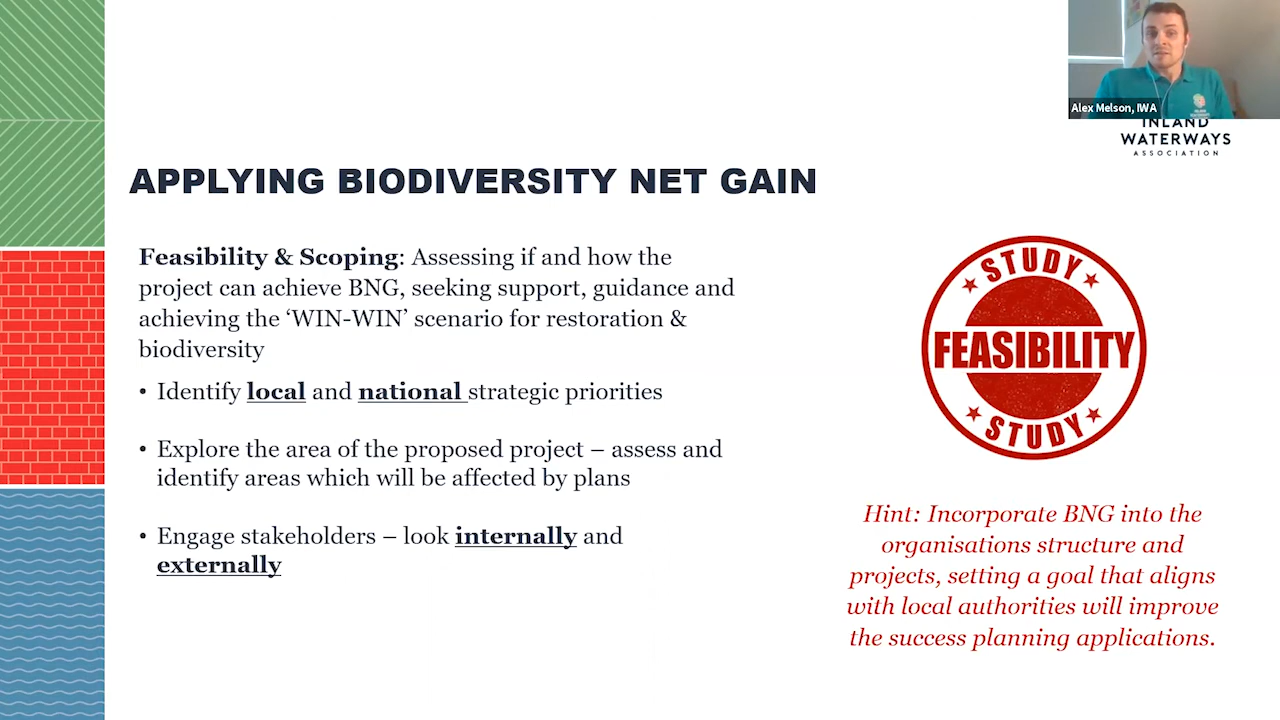 Alex Melson, IWA
INLAND
WATERWAYS
ASSOCIATION
APPLYING BIODIVERSITY NET GAIN
Feasibility & Scoping: Assessing if and how the
project can achieve BNG, seeking support, guidance and
achieving the ‘WIN-WIN’ scenario for restoration &
biodiversity
• Identify local and national strategic priorities
• Explore the area of the proposed project – assess and
identify areas which will be affected by plans
• Engage stakeholders – look internally and
externally
STUDY
FEASIBILITY
STUDY
Hint: Incorporate BNG into the
organisations structure and
projects, setting a goal that aligns
with local authorities will improve
the success planning applications.